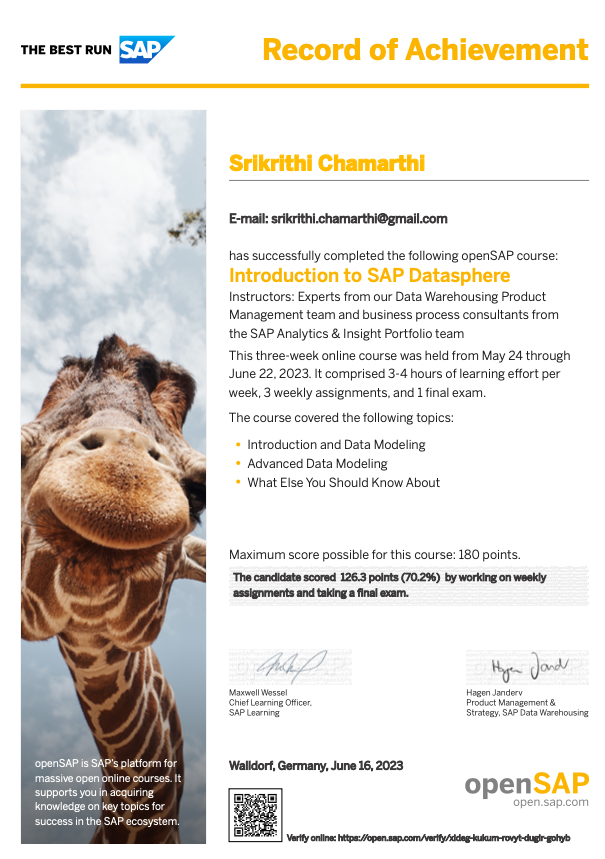 THE BEST RUN SAP
Record of Achievement
Srikrithi Chamarthi
E-mail: srikrithi.chamarthi@gmail.com
has successfully completed the following openSAP course:
Introduction to SAP Datasphere
Instructors: Experts from our Data Warehousing Product
Management team and business process consultants from
the SAP Analytics & Insight Portfolio team
This three-week online course was held from May 24 through
June 22, 2023. It comprised 3-4 hours of learning effort per
week, 3 weekly assignments, and 1 final exam.
The course covered the following topics:
• Introduction and Data Modeling
• Advanced Data Modeling
• What Else You Should Know About
Maximum score possible for this course: 180 points.
The candidate scored 126.3 points (70.2%) by working on weekly
assignments and taking a final exam.
Maxwell Wessel
Chief Learning Officer,
SAP Learning
Hagen Jander
Hagen Janderv
Product Management &
Strategy, SAP Data Warehousing
openSAP is SAP's platform for
massive open online courses. It
supports you in acquiring
knowledge on key topics for
success in the SAP ecosystem.
Walldorf, Germany, June 16, 2023
openSAP
open.sap.com
Verify online: https://open.sap.com/verify/xideg-kukum-rovyt-dugir-gohyb